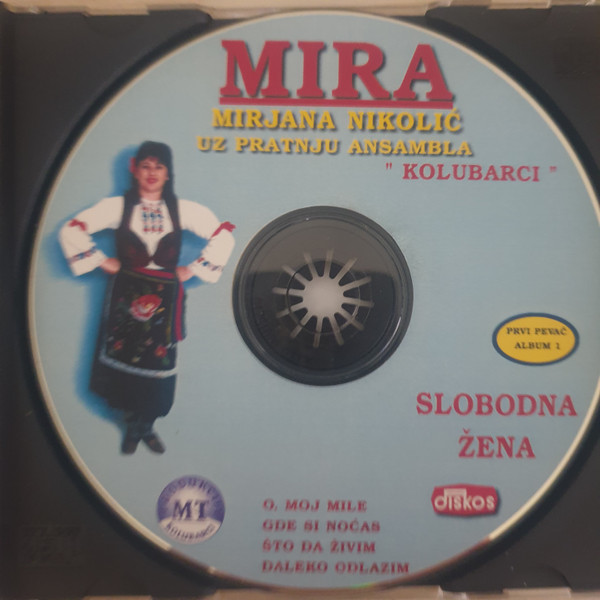 MIRA
MIRJANA NIKOLIĆ
UZ PRATNJU ANSAMBLA
" KOLUBARCI "
PRVI PEVAČ
ALBUM 1
SLOBODNA
ŽENA
MT
diskos
O. MOJ MILE
GDE SI NOĆAS
ŠTO DA ŽIVIM
DALEKO ODLAZIM